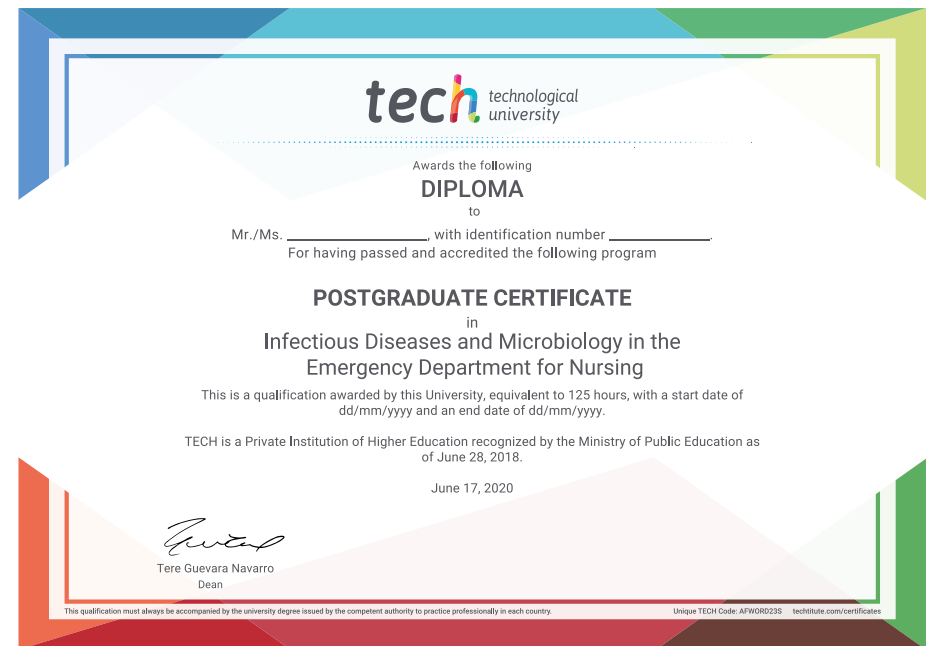 tech technological
university
Awards the following
DIPLOMA
to
Mr./Ms. ____________________, with identification number ______________.
For having passed and accredited the following program
POSTGRADUATE CERTIFICATE
in
Infectious Diseases and Microbiology in the
Emergency Department for Nursing
This is a qualification awarded by this University, equivalent to 125 hours, with a start date of
dd/mm/yyyy and an end date of dd/mm/yyyy.
TECH is a Private Institution of Higher Education recognized by the Ministry of Public Education as
of June 28, 2018.
June 17, 2020
Tere Guevara Navarro
Dean
This qualification must always be accompanied by the university degree issued by the competent authority to practice professionally in each country. Unique TECH Code: AFWORD23S techtitute.com/certificates